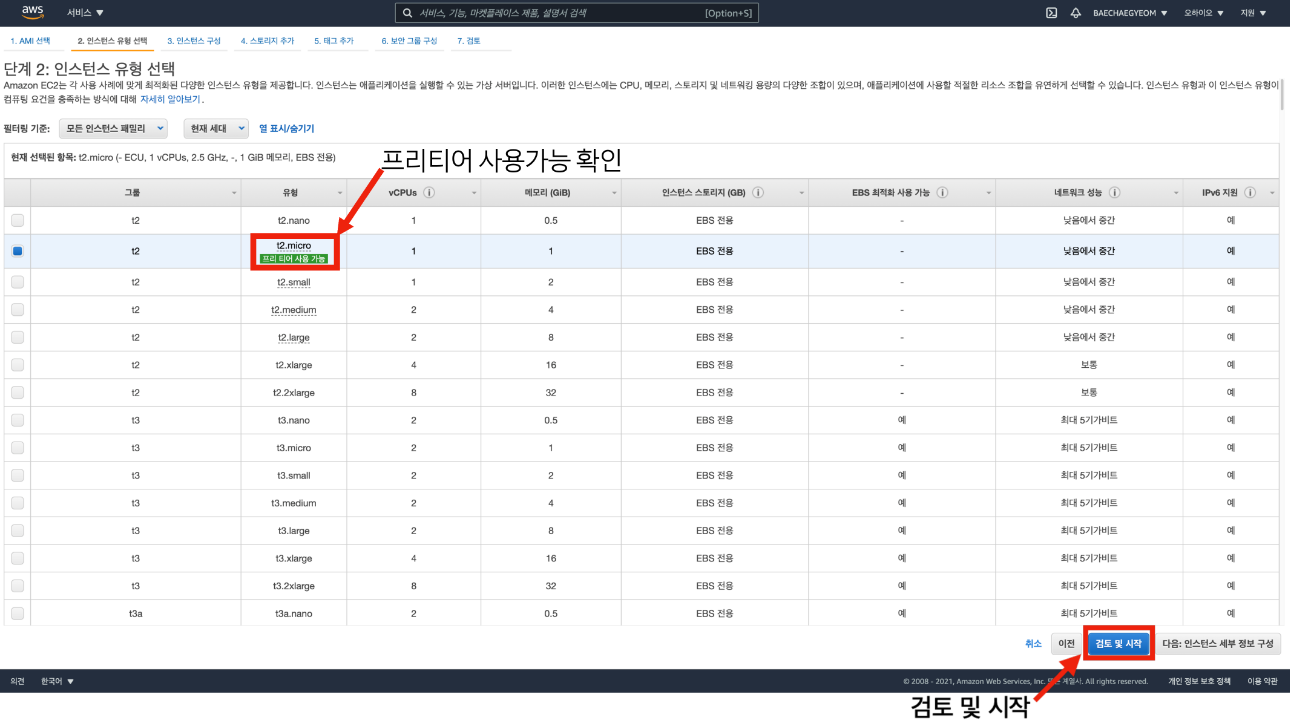 aws 서비스 ▼ 서비스, 기능, 마켓플레이스 제품, 설명서 검색 [Option+S] BAECHAEGYEOM ▼ 오하이오 ▼ 지원 ▼
1. AMI 선택 2. 인스턴스 유형 선택 3. 인스턴스 구성 4. 스토리지 추가 5. 태그 추가 6. 보안 그룹 구성 7. 검토
단계 2: 인스턴스 유형 선택
Amazon EC2는 각 사용 사례에 맞게 최적화된 다양한 인스턴스 유형을 제공합니다. 인스턴스는 애플리케이션을 실행할 수 있는 가상 서버입니다. 이러한 인스턴스에는 CPU, 메모리, 스토리지 및 네트워킹 용량의 다양한 조합이 있으며, 애플리케이션에 사용할 적절한 리소스 조합을 유연하게 선택할 수 있습니다. 인스턴스 유형과 이 인스턴스 유형이
컴퓨팅 요건을 충족하는 방식에 대해 자세히 알아보기.
필터링 기준: 모든 인스턴스 패밀리 현재 세대 열 표시/숨기기
현재 선택된 항목: t2.micro (- ECU, 1 vCPUs, 2.5 GHz, -, 1 GiB 메모리, EBS 전용)
프리티어 사용가능 확인
그룹 유형 vCPUs 메모리 (GiB) 인스턴스 스토리지 (GB) EBS 최적화 사용 가능 네트워크 성능 IPv6 지원
t2 t2.nano 1 0.5 EBS 전용 - 낮음에서 중간 예
t2 t2.micro 1 1 EBS 전용 - 낮음에서 중간 예
프리 티어 사용 가능
t2 t2.small 1 2 EBS 전용 - 낮음에서 중간 예
t2 t2.medium 2 4 EBS 전용 - 낮음에서 중간 예
t2 t2.large 2 8 EBS 전용 - 낮음에서 중간 예
t2 t2.xlarge 4 16 EBS 전용 - 보통 예
t2 t2.2xlarge 8 32 EBS 전용 - 보통 예
t3 t3.nano 2 0.5 EBS 전용 예 최대 5기가비트 예
t3 t3.micro 2 1 EBS 전용 예 최대 5기가비트 예
t3 t3.small 2 2 EBS 전용 예 최대 5기가비트 예
t3 t3.medium 2 4 EBS 전용 예 최대 5기가비트 예
t3 t3.large 2 8 EBS 전용 예 최대 5기가비트 예
t3 t3.xlarge 4 16 EBS 전용 예 최대 5기가비트 예
t3 t3.2xlarge 8 32 EBS 전용 예 최대 5기가비트 예
t3a t3a.nano 2 0.5 EBS 전용 예 최대 5기가비트 예
취소 이전 검토 및 시작 다음: 인스턴스 세부 정보 구성
의견 한국어 ▼ © 2008 - 2021, Amazon Web Services, Inc. 계열사. All rights reserved. 개인 정보 보호 정책 이용 약관
검토 및 시작